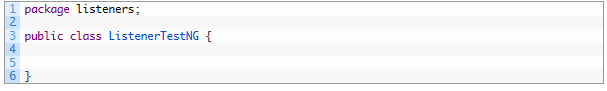 1 package listeners;
2
3 public class ListenerTestNG {
4
5
6 }